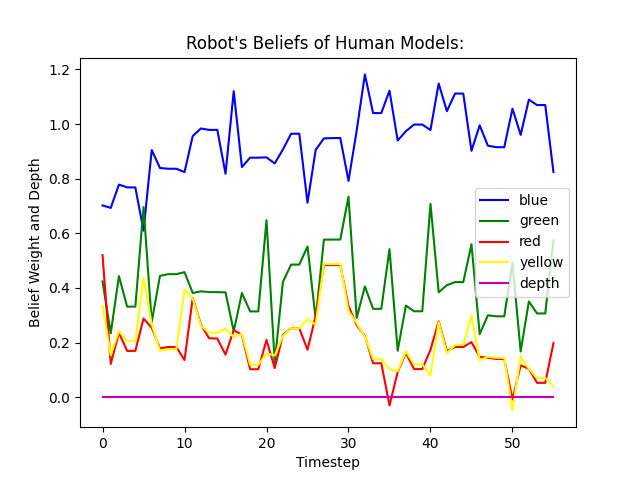 Robot's Beliefs of Human Models:
Belief Weight and Depth
1.2
1.0
0.8
0.6
0.4
0.2
0.0
blue
green
red
yellow
depth
0 10 20 30 40 50
Timestep